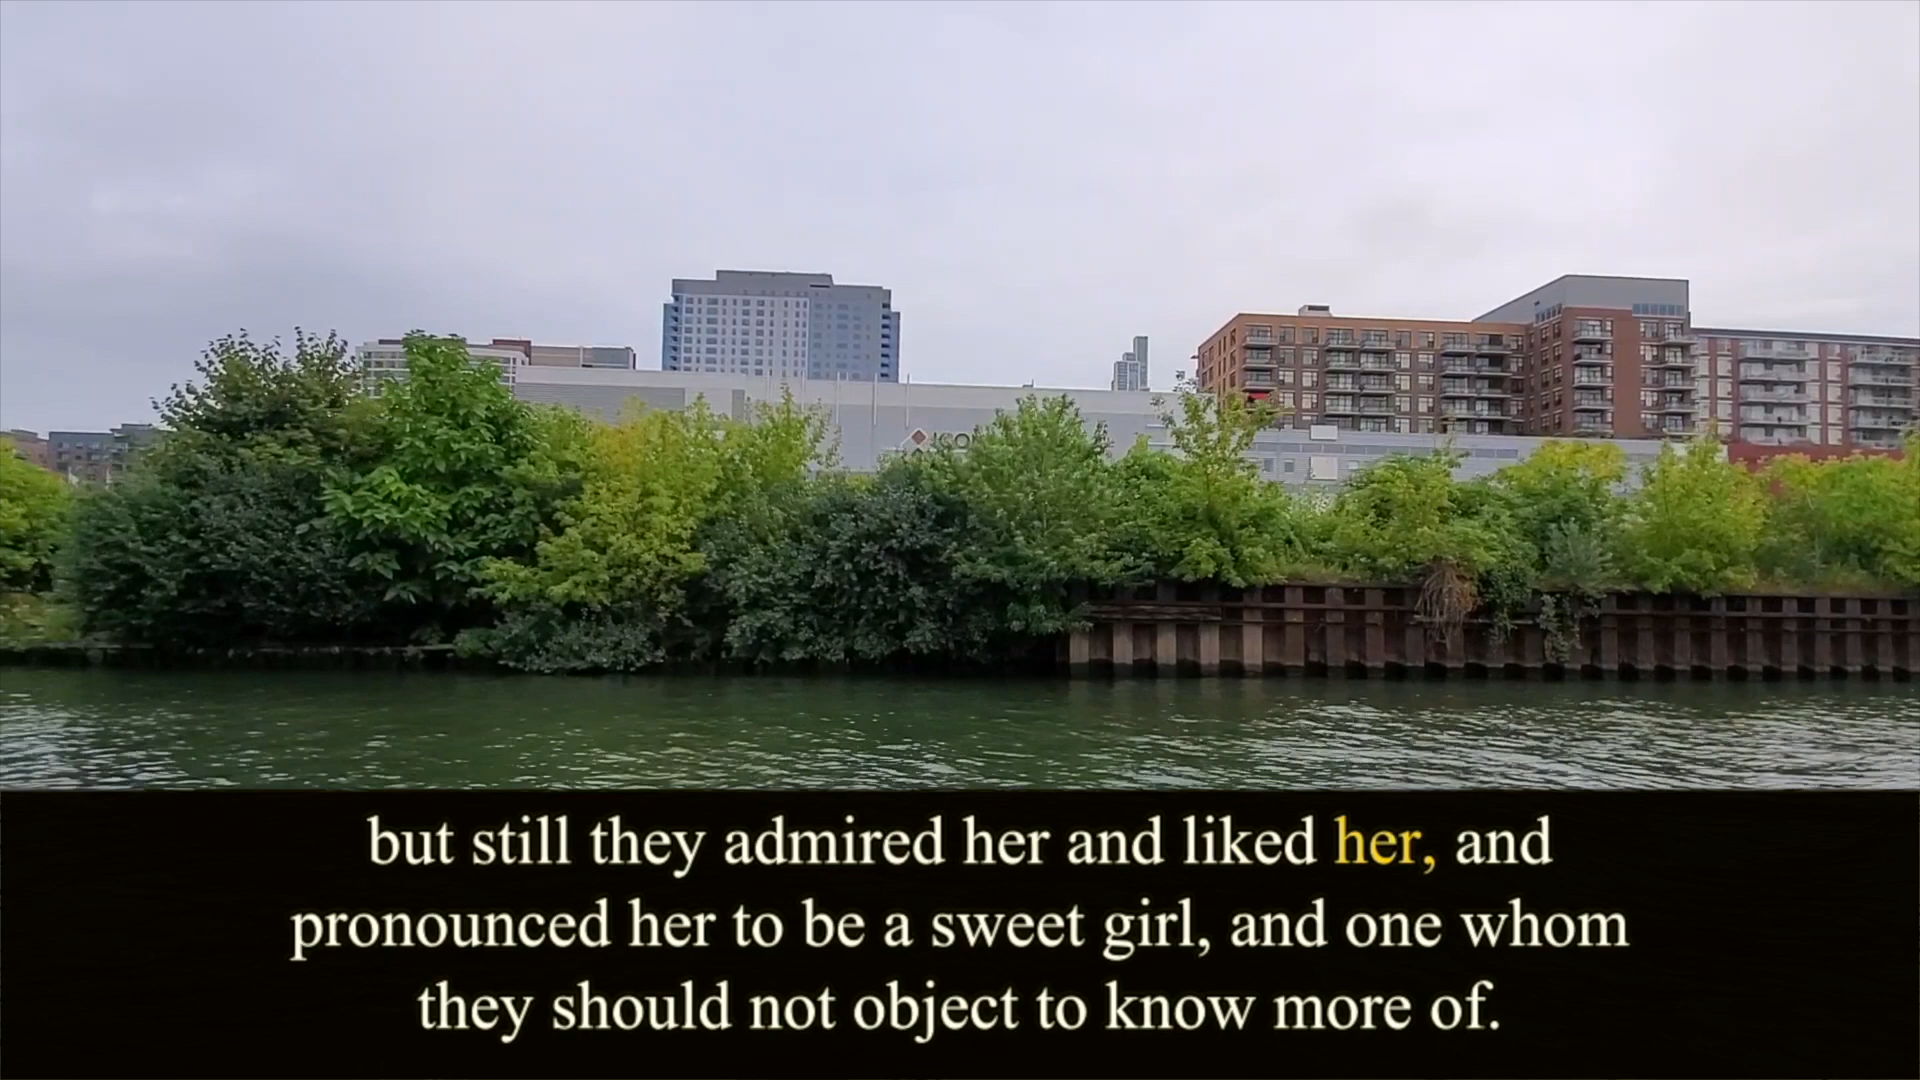 but still they admired her and liked her, and
pronounced her to be a sweet girl, and one whom
they should not object to know more of.